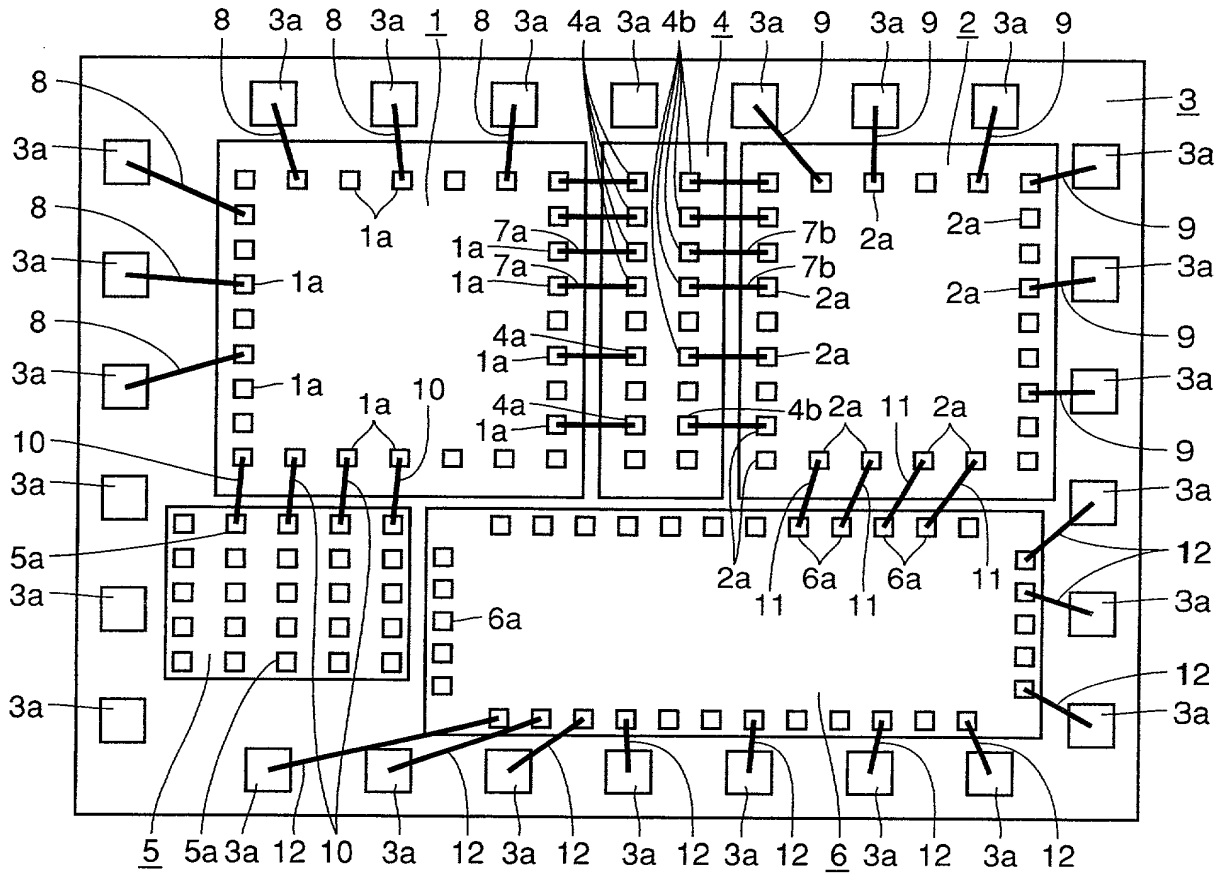 8 3a 8 3a 1 8 3a 4a 3a 4b 4 3a 9 3a 9 2 3a 9
8 3
3a 3a
8 1a 2a 2a 9
7a 7b
3a 1a 3a
7a 7b
1a 1a 2a 2a
8 9
4a
3a 1a 2a 3a
1a 1a 10 4a 4b 2a 11 2a
10 1a 9
3a 3a
5a 2a 6a 6a 11 12
3a 11 11 3a
6a
12
3a 3a
5 5a 3a 12 10 3a 12 3a 12 3a 12 3a 12 6 3a 12 3a 12